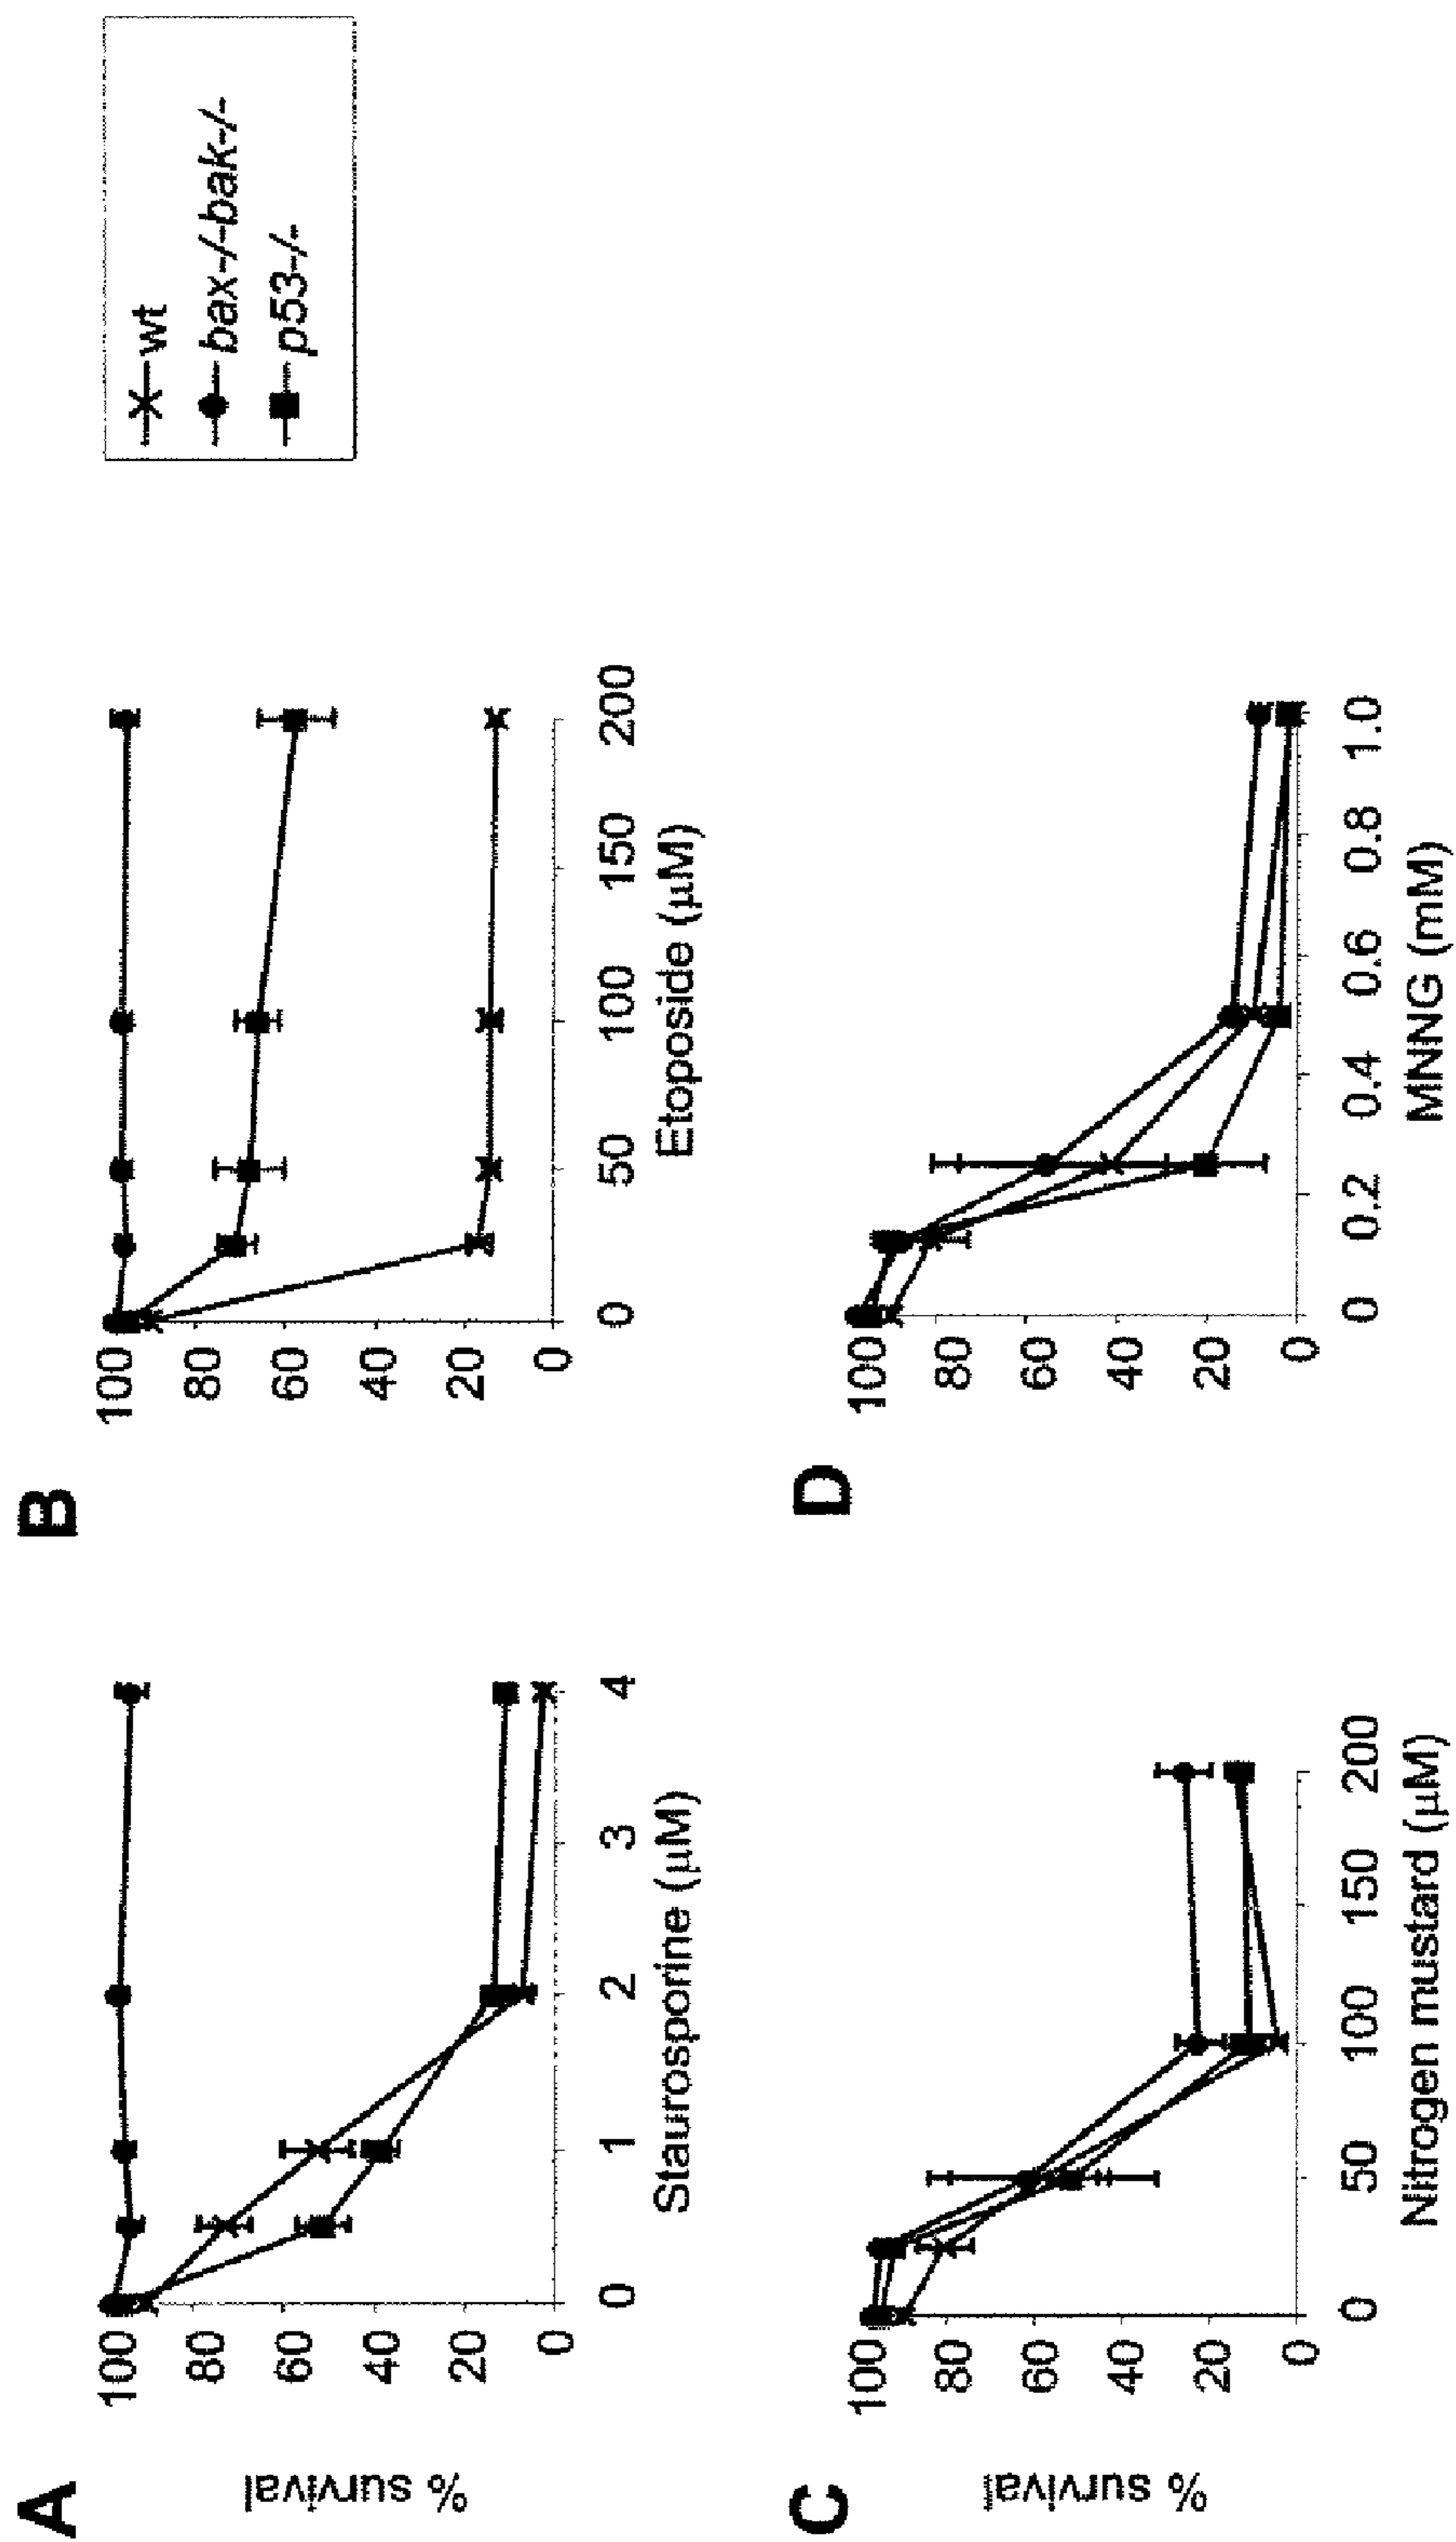 A
% survival
100
80
60
40
20
0
0 1 2 3 4
Staurosporine (μM)
B
100
80
60
40
20
0
0 50 100 150 200
Etoposide (μM)
wt
bax-/-bak-/-
p53-/-
C
% survival
100
80
60
40
20
0
0 50 100 150 200
Nitrogen mustard (μM)
D
100
80
60
40
20
0
0 0.2 0.4 0.6 0.8 1.0
MNNG (mM)